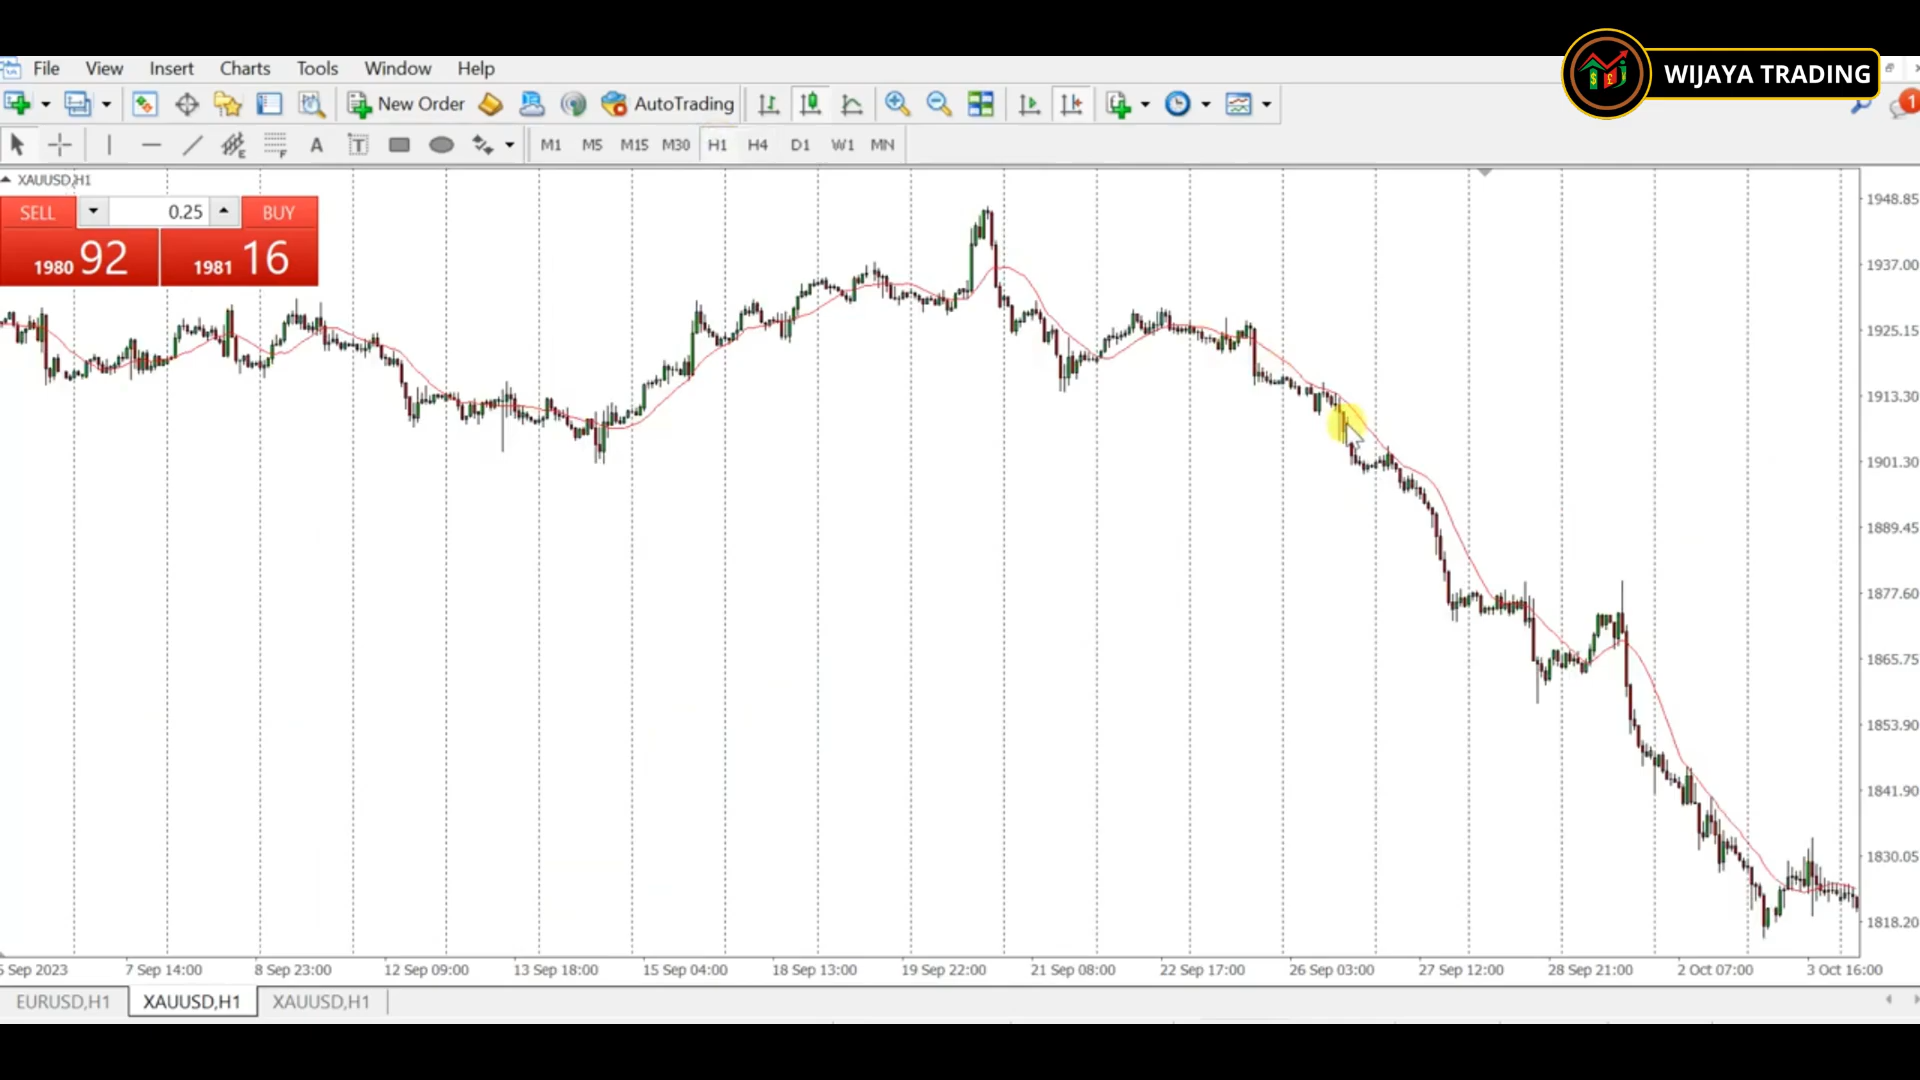 WIJAYA TRADING
File View Insert Charts Tools Window Help
New Order AutoTrading
A T M1 M5 M15 M30 H1 H4 D1 W1 MN
XAUUSD,H1
SELL 0.25 BUY
1980 92 1981 16
1948.85
1937.00
1925.15
1913.30
1901.30
1889.45
1877.60
1865.75
1853.90
1841.90
1830.05
1818.20
Sep 2023 7 Sep 14:00 8 Sep 23:00 12 Sep 09:00 13 Sep 18:00 15 Sep 04:00 18 Sep 13:00 19 Sep 22:00 21 Sep 08:00 22 Sep 17:00 26 Sep 03:00 27 Sep 12:00 28 Sep 21:00 2 Oct 07:00 3 Oct 16:00
EURUSD,H1 XAUUSD,H1 XAUUSD,H1